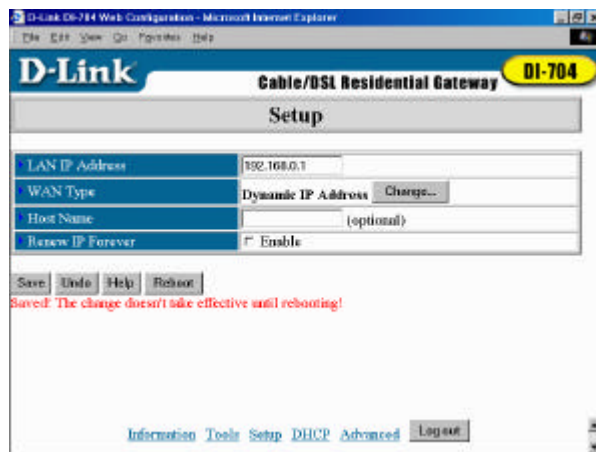 D-Link DI-704 Web Configuration - Microsoft Internet Explorer
File Edit View Go Favorites Help
D-Link
DI-704
Cable/DSL Residential Gateway
Setup
LAN IP Address 192.168.0.1
WAN Type Dynamic IP Address Change...
Host Name (optional)
Renew IP Forever Enable
Save Undo Help Reboot
Saved! The change doesn't take effective until rebooting!
Information Tools Setup DHCP Advanced Log out